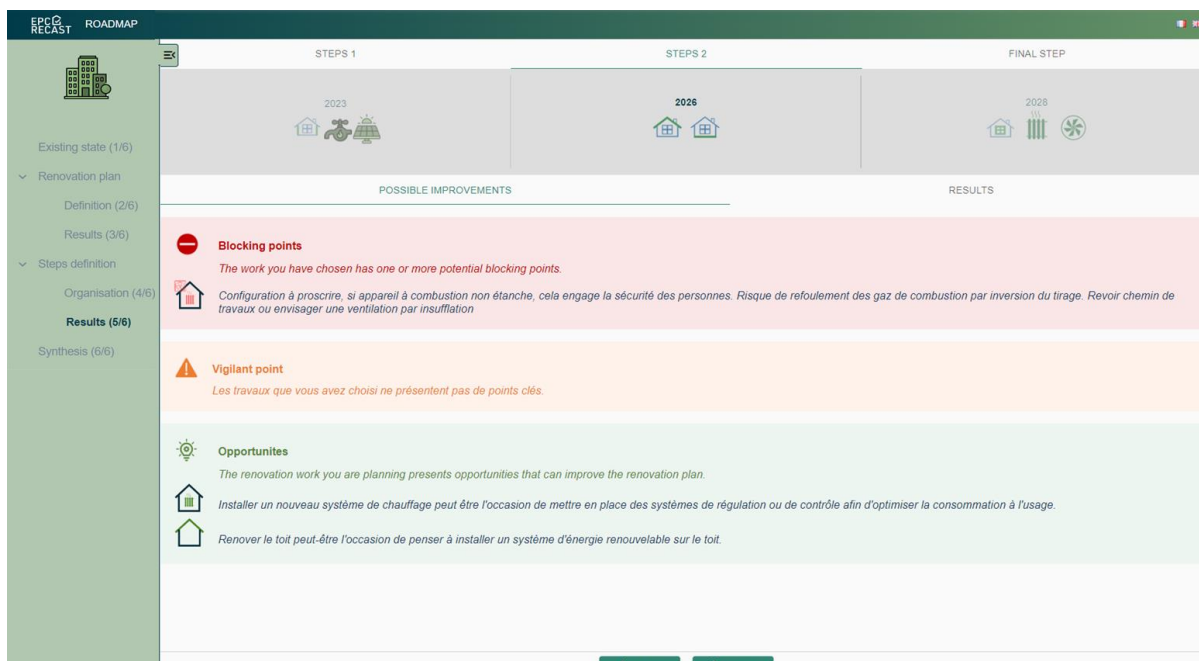 EPC RECAST ROADMAP
STEPS 1 STEPS 2 FINAL STEP
2023 2026 2028
Existing state (1/6)
Renovation plan
Definition (2/6)
Results (3/6)
Steps definition
Organisation (4/6)
Results (5/6)
Synthesis (6/6)
POSSIBLE IMPROVEMENTS RESULTS
Blocking points
The work you have chosen has one or more potential blocking points.
Configuration à proscrire, si appareil à combustion non étanche, cela engage la sécurité des personnes. Risque de refoulement des gaz de combustion par inversion du tirage. Revoir chemin de
travaux ou envisager une ventilation par insufflation
Vigilant point
Les travaux que vous avez choisi ne présentent pas de points clés.
Opportunites
The renovation work you are planning presents opportunities that can improve the renovation plan.
Installer un nouveau système de chauffage peut être l'occasion de mettre en place des systèmes de régulation ou de contrôle afin d'optimiser la consommation à l'usage.
Renover le toit peut-être l'occasion de penser à installer un système d'énergie renouvelable sur le toit.